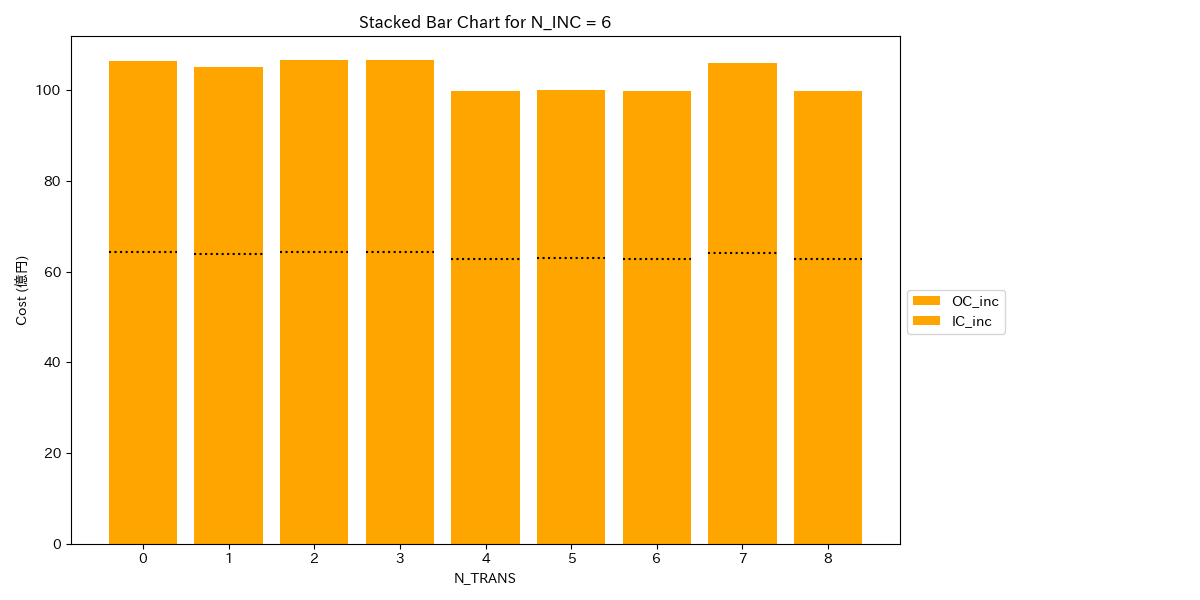 Stacked Bar Chart for N_INC = 6
Cost (億円)
100
80
60
40
20
0
0 1 2 3 4 5 6 7 8
N_TRANS
OC_inc
IC_inc